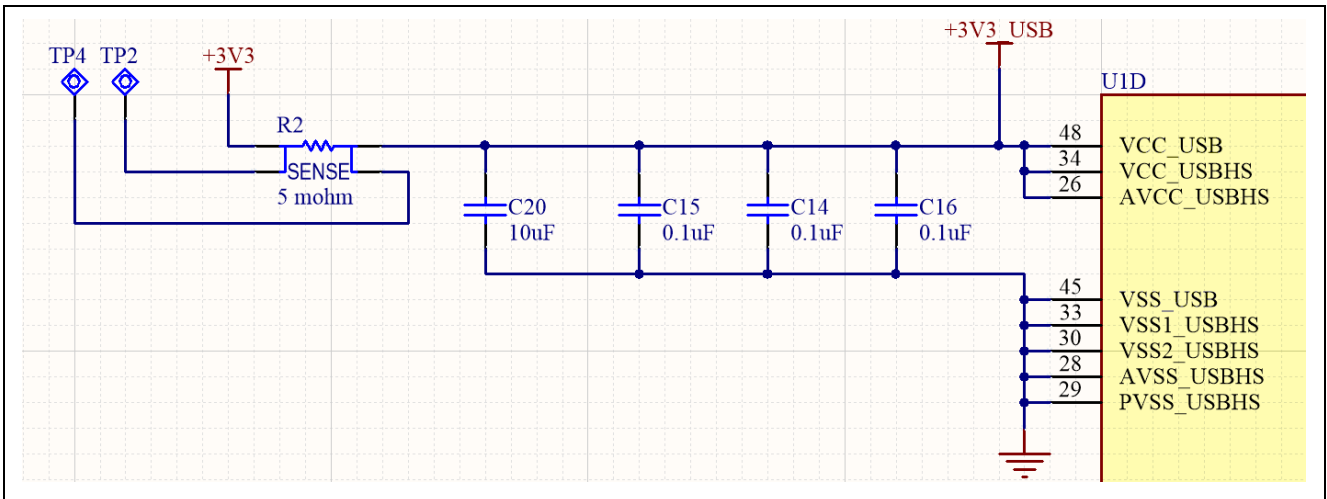 +3V3_USB
TP4 TP2 +3V3
U1D
R2
48 VCC_USB
34 VCC_USBHS
SENSE
26 AVCC_USBHS
5 mohm
C20 C15 C14 C16
10uF 0.1uF 0.1uF 0.1uF
45 VSS_USB
33 VSS1_USBHS
30 VSS2_USBHS
28 AVSS_USBHS
29 PVSS_USBHS